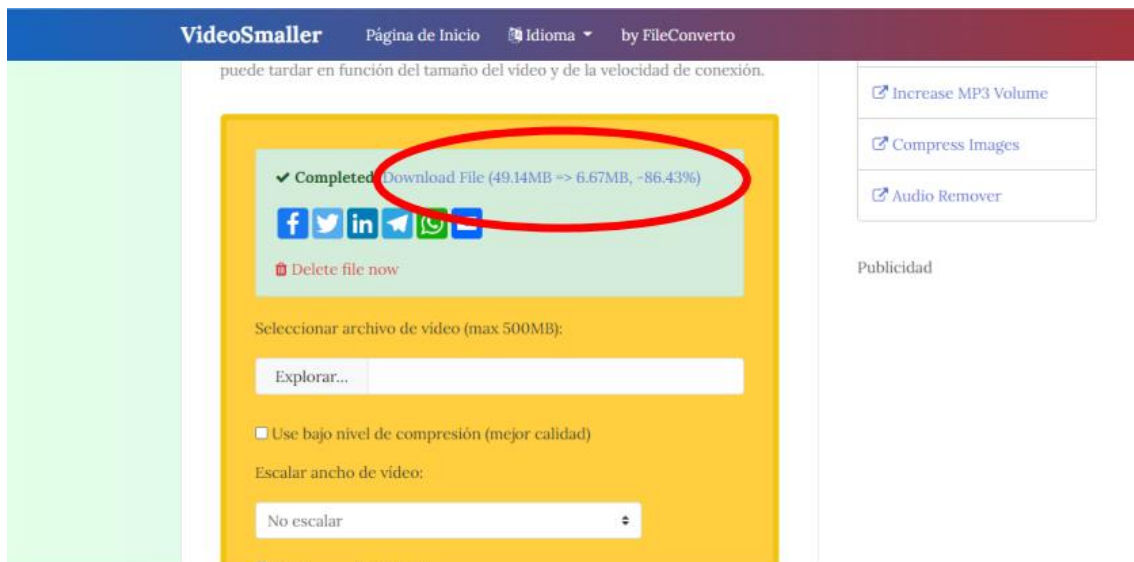 VideoSmaller Página de Inicio Idioma by FileConverto
puede tardar en función del tamaño del vídeo y de la velocidad de conexión.
Completed Download File (49.14MB => 6.67MB, -86.43%)
Delete file now
Seleccionar archivo de vídeo (max 500MB):
Explorar...
Use bajo nivel de compresión (mejor calidad)
Escalar ancho de vídeo:
No escalar
Increase MP3 Volume
Compress Images
Audio Remover
Publicidad